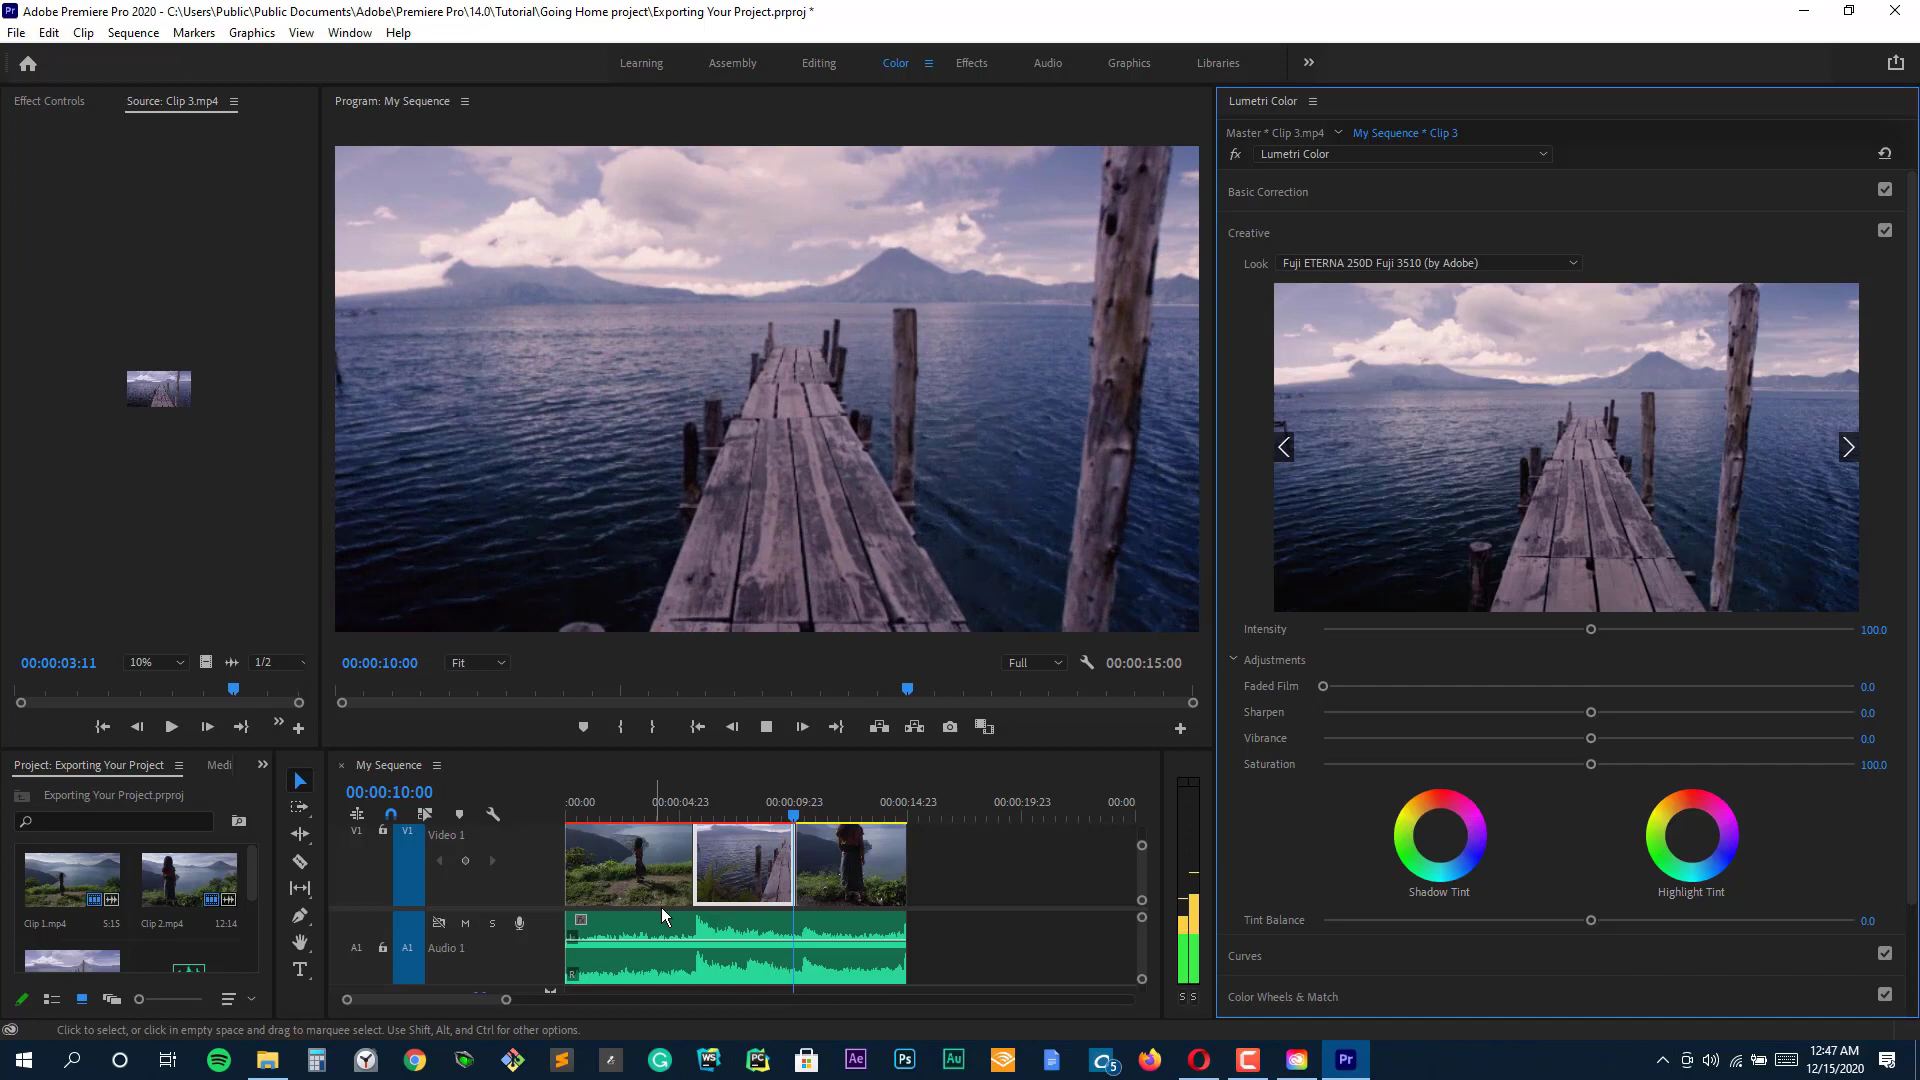 Adobe Premiere Pro 2020 - C:\Users\Public\Public Documents\Adobe\Premiere Pro\14.0\Tutorial\Going Home project\Exporting Your Project.prproj *
File Edit Clip Sequence Markers Graphics View Window Help
Learning Assembly Editing Color Effects Audio Graphics Libraries
Effect Controls Source: Clip 3.mp4
Program: My Sequence
Lumetri Color
Master * Clip 3.mp4 My Sequence * Clip 3
fx Lumetri Color
Basic Correction
Creative
Look Fuji ETERNA 250D Fuji 3510 (by Adobe)
Intensity 100.0
Adjustments
Faded Film 0.0
Sharpen 0.0
Vibrance 0.0
Saturation 100.0
Shadow Tint Highlight Tint
Tint Balance 0.0
Curves
Color Wheels & Match
00:00:03:11 10% 1/2
00:00:10:00 Fit Full 00:00:15:00
Project: Exporting Your Project Medi
Exporting Your Project.prproj
Clip 1.mp4 5:15 Clip 2.mp4 12:14
My Sequence
00:00:10:00
:00:00 00:00:04:23 00:00:09:23 00:00:14:23 00:00:19:23 00:00
V1 V1 Video 1
M S
A1 A1 Audio 1
fx
L
R
S S
Click to select, or click in empty space and drag to marquee select. Use Shift, Alt, and Ctrl for other options.
WS PC Ae Ps Au 5 Pr
12:47 AM
12/15/2020